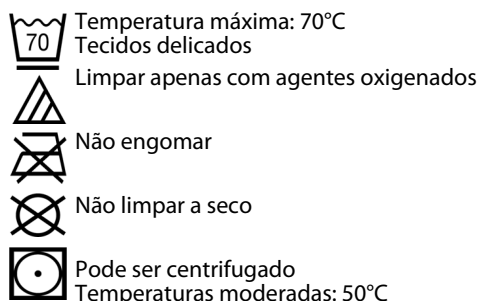 70
Temperatura máxima: 70°C
Tecidos delicados
Limpar apenas com agentes oxigenados
Não engomar
Não limpar a seco
Pode ser centrifugado
Temperaturas moderadas: 50°C